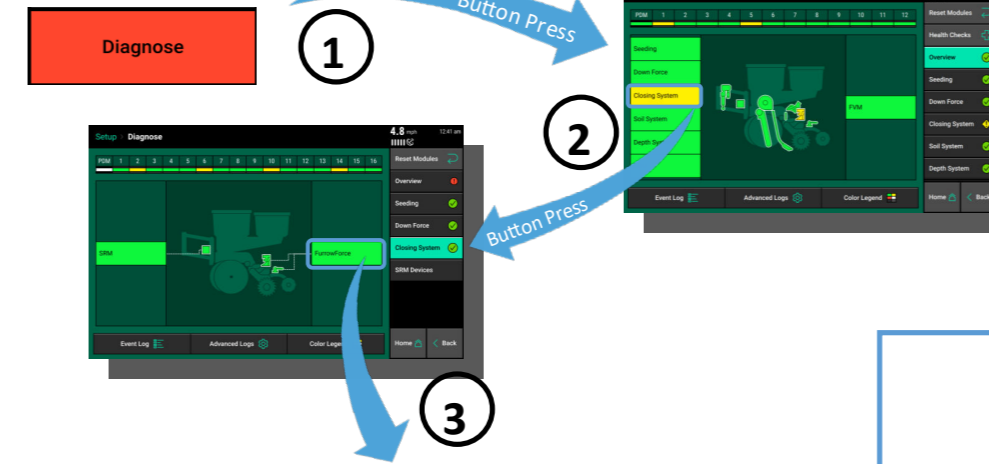 Diagnose
1
Button Press
PDM 1 2 3 4 5 6 7 8 9 10 11 12
Reset Modules
Health Checks
Overview
Seeding
Down Force
Closing System
Soil System
Depth System
Home
Back
Seeding
Down Force
Closing System
Soil System
FVM
Event Log
Advanced Logs
Color Legend
2
Button Press
Setup Diagnose
4.8 mph
12:41 am
PDM 1 2 3 4 5 6 7 8 9 10 11 12 13 14 15 16
Reset Modules
Overview
Seeding
Down Force
Closing System
SRM Devices
Home
Back
SRM
FurrowForce
Event Log
Advanced Logs
3